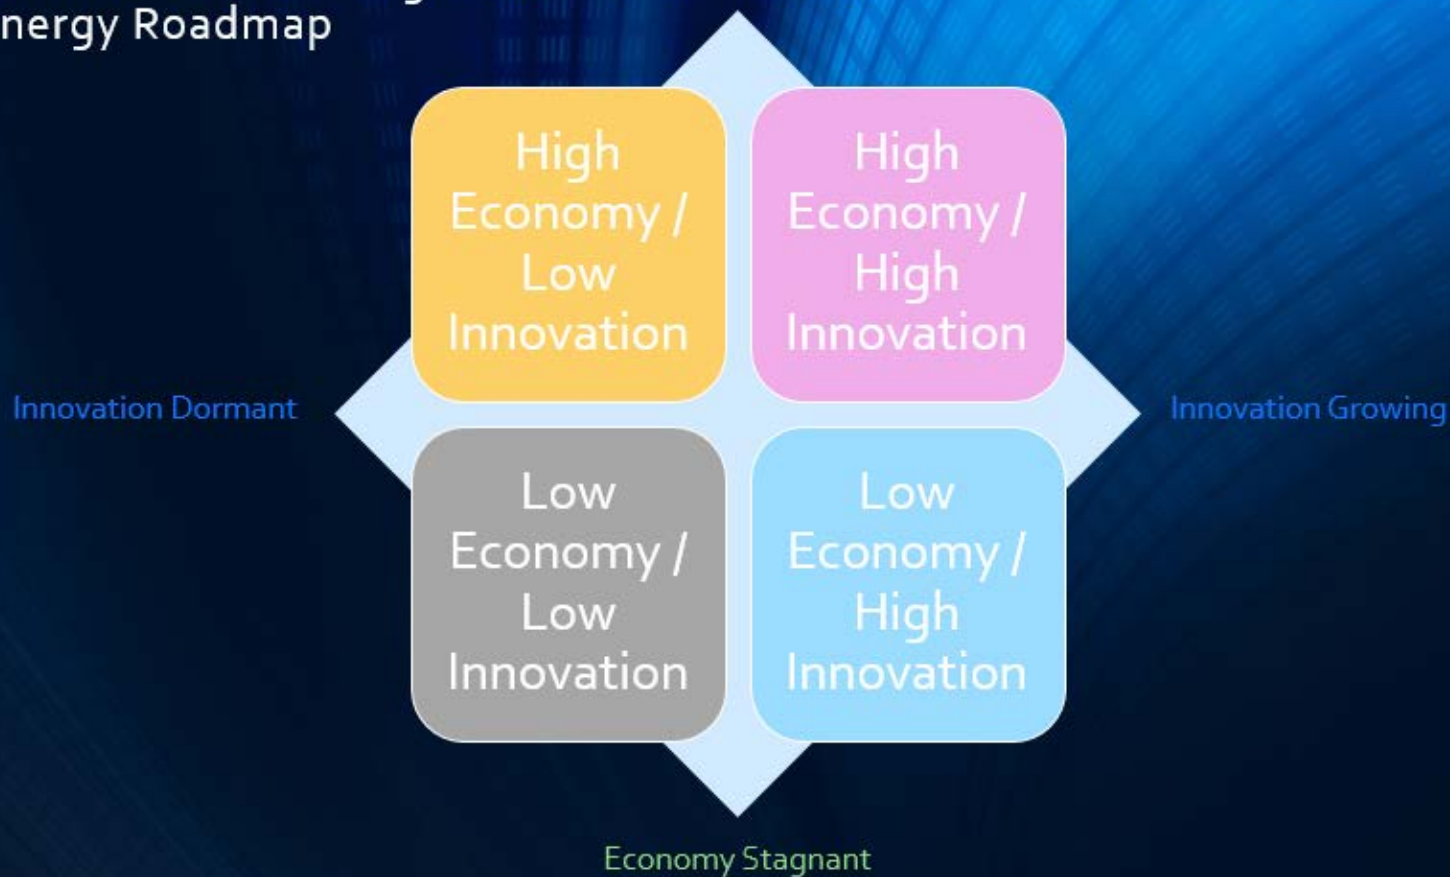 nergy Roadmap
High
Economy /
Low
Innovation
High
Economy /
High
Innovation
Innovation Dormant
Innovation Growing
Low
Economy /
Low
Innovation
Low
Economy /
High
Innovation
Economy Stagnant